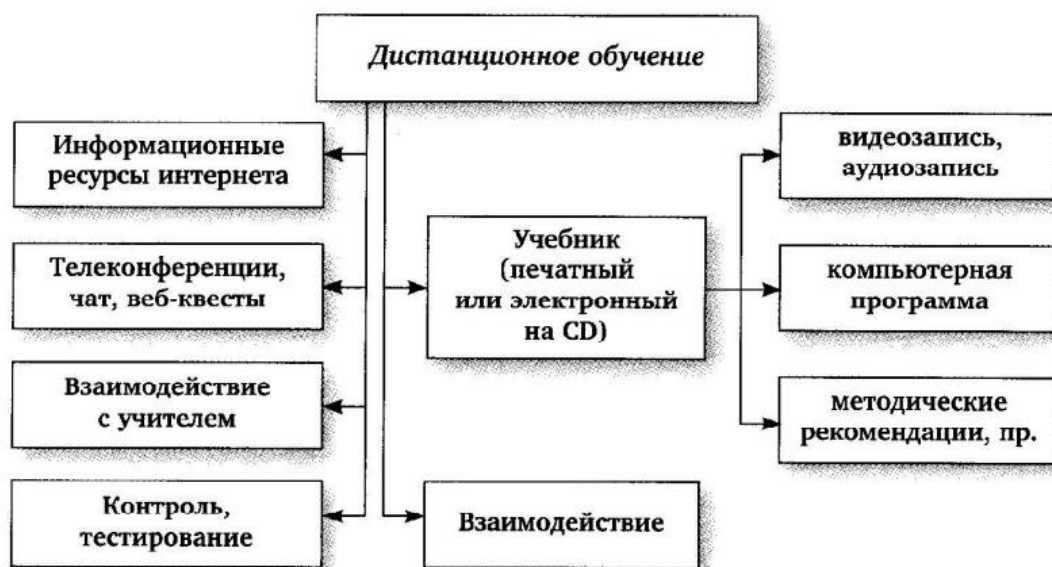 Дистанционное обучение
Информационные
ресурсы интернета
Телеконференции,
чат, веб-квесты
Взаимодействие
с учителем
Контроль,
тестирование
Учебник
(печатный
или электронный
на CD)
Взаимодействие
видеозапись,
аудиозапись
компьютерная
программа
методические
рекомендации, пр.